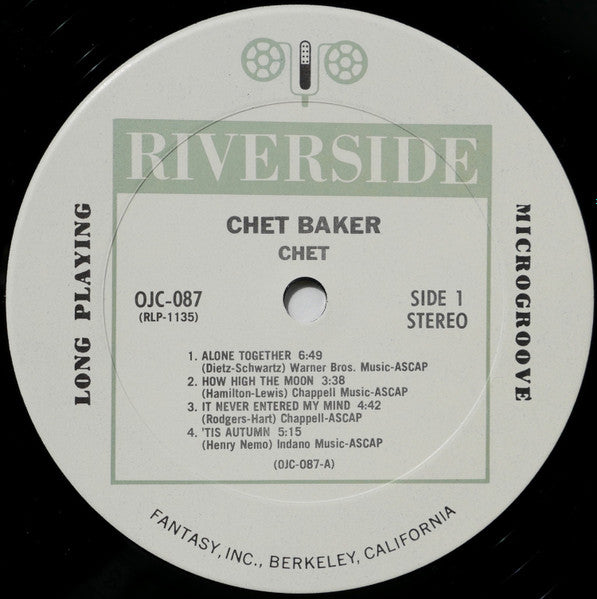 RIVERSIDE
CHET BAKER
CHET
LONG PLAYING
MICROGROOVE
OJC-087
(RLP-1135)
SIDE 1
STEREO
1. ALONE TOGETHER 6:49
(Dietz-Schwartz) Warner Bros. Music-ASCAP
2. HOW HIGH THE MOON 3:38
(Hamilton-Lewis) Chappell Music-ASCAP
3. IT NEVER ENTERED MY MIND 4:42
(Rodgers-Hart) Chappell-ASCAP
4. 'TIS AUTUMN 5:15
(Henry Nemo) Indano Music-ASCAP
(OJC-087-A)
FANTASY, INC., BERKELEY, CALIFORNIA